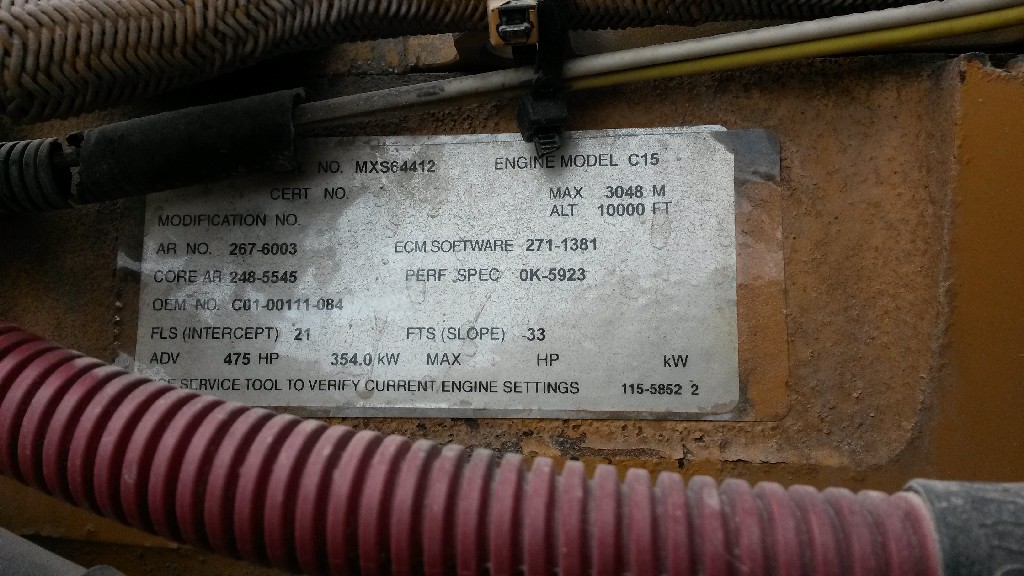 NO. MXS64412 ENGINE MODEL C15
CERT NO. MAX 3048 M
ALT 10000 FT
MODIFICATION NO.
AR NO. 267-6003 ECM SOFTWARE 271-1381
CORE AR 248-5545 PERF SPEC 0K-5923
OEM NO. C01-00111-084
FLS (INTERCEPT) 21 FTS (SLOPE) -33
ADV 475 HP 354.0 kW MAX HP kW
SERVICE TOOL TO VERIFY CURRENT ENGINE SETTINGS 115-5852 2